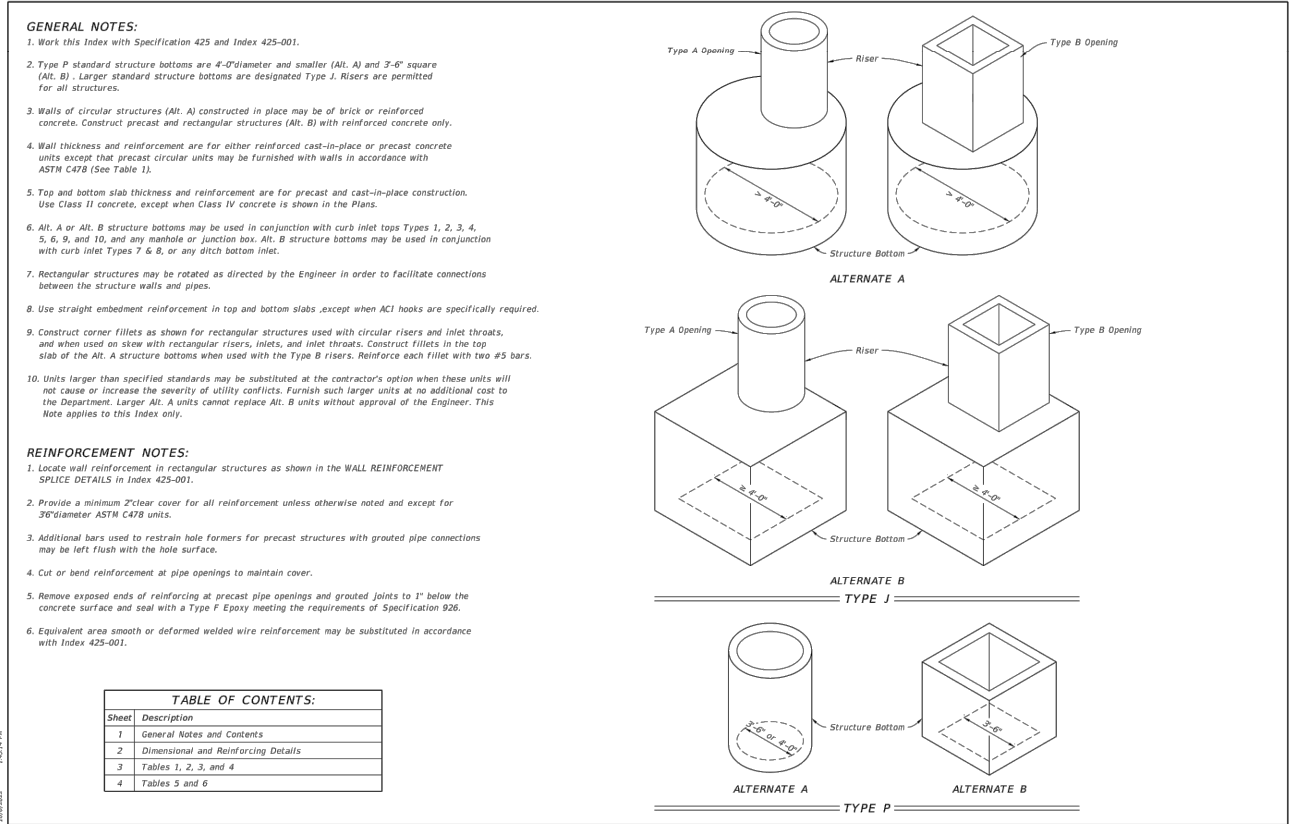 GENERAL NOTES:
1. Work this Index with Specification 425 and Index 425-001.
2. Type P standard structure bottoms are 4'-0"diameter and smaller (Alt. A) and 3'-6" square
(Alt. B) . Larger standard structure bottoms are designated Type J. Risers are permitted
for all structures.
3. Walls of circular structures (Alt. A) constructed in place may be of brick or reinforced
concrete. Construct precast and rectangular structures (Alt. B) with reinforced concrete only.
4. Wall thickness and reinforcement are for either reinforced cast-in-place or precast concrete
units except that precast circular units may be furnished with walls in accordance with
ASTM C478 (See Table 1).
5. Top and bottom slab thickness and reinforcement are for precast and cast-in-place construction.
Use Class II concrete, except when Class IV concrete is shown in the Plans.
6. Alt. A or Alt. B structure bottoms may be used in conjunction with curb inlet tops Types 1, 2, 3, 4,
5, 6, 9, and 10, and any manhole or junction box. Alt. B structure bottoms may be used in conjunction
with curb inlet Types 7 & 8, or any ditch bottom inlet.
7. Rectangular structures may be rotated as directed by the Engineer in order to facilitate connections
between the structure walls and pipes.
8. Use straight embedment reinforcement in top and bottom slabs ,except when ACI hooks are specifically required.
9. Construct corner fillets as shown for rectangular structures used with circular risers and inlet throats,
and when used on skew with rectangular risers, inlets, and inlet throats. Construct fillets in the top
slab of the Alt. A structure bottoms when used with the Type B risers. Reinforce each fillet with two #5 bars.
10. Units larger than specified standards may be substituted at the contractor's option when these units will
not cause or increase the severity of utility conflicts. Furnish such larger units at no additional cost to
the Department. Larger Alt. A units cannot replace Alt. B units without approval of the Engineer. This
Note applies to this Index only.
REINFORCEMENT NOTES:
1. Locate wall reinforcement in rectangular structures as shown in the WALL REINFORCEMENT
SPLICE DETAILS in Index 425-001.
2. Provide a minimum 2"clear cover for all reinforcement unless otherwise noted and except for
3'6"diameter ASTM C478 units.
3. Additional bars used to restrain hole formers for precast structures with grouted pipe connections
may be left flush with the hole surface.
4. Cut or bend reinforcement at pipe openings to maintain cover.
5. Remove exposed ends of reinforcing at precast pipe openings and grouted joints to 1" below the
concrete surface and seal with a Type F Epoxy meeting the requirements of Specification 926.
6. Equivalent area smooth or deformed welded wire reinforcement may be substituted in accordance
with Index 425-001.
TABLE OF CONTENTS:
Sheet Description
1 General Notes and Contents
2 Dimensional and Reinforcing Details
3 Tables 1, 2, 3, and 4
4 Tables 5 and 6
Type A Opening
Riser
Type B Opening
> 4'-0"
> 4'-0"
Structure Bottom
ALTERNATE A
Type A Opening
Riser
Type B Opening
≥ 4'-0"
≥ 4'-0"
Structure Bottom
ALTERNATE B
TYPE J
3'-6" or 4'-0"
Structure Bottom
3'-6"
ALTERNATE A
ALTERNATE B
TYPE P